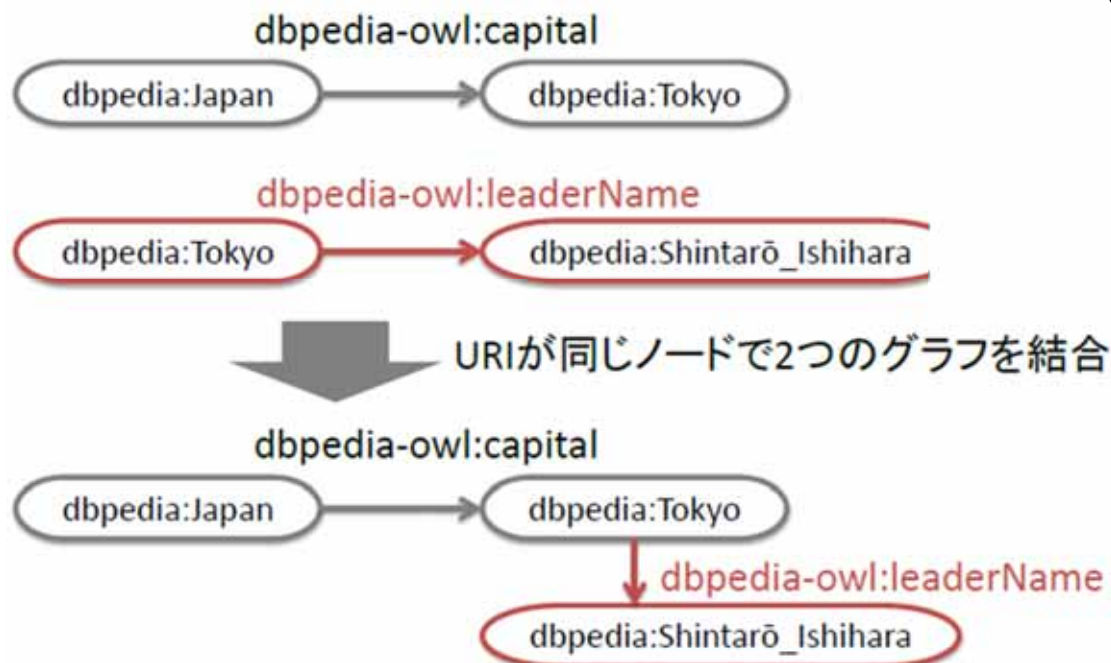 dbpedia-owl:capital
dbpedia:Japan dbpedia:Tokyo
dbpedia-owl:leaderName
dbpedia:Tokyo dbpedia:Shintarō_Ishihara
URIが同じノードで2つのグラフを結合
dbpedia-owl:capital
dbpedia:Japan dbpedia:Tokyo
dbpedia-owl:leaderName
dbpedia:Shintarō_Ishihara